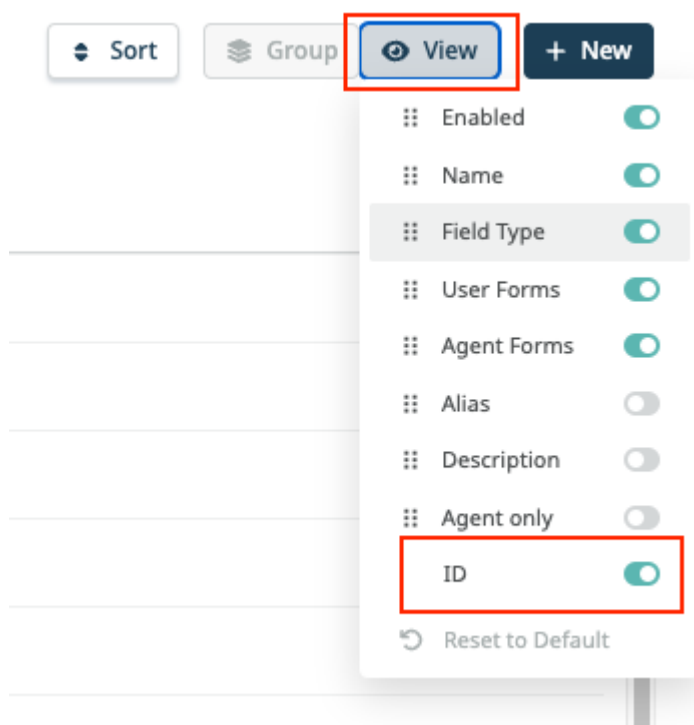 Sort Group View + New
Enabled
Name
Field Type
User Forms
Agent Forms
Alias
Description
Agent only
ID
Reset to Default